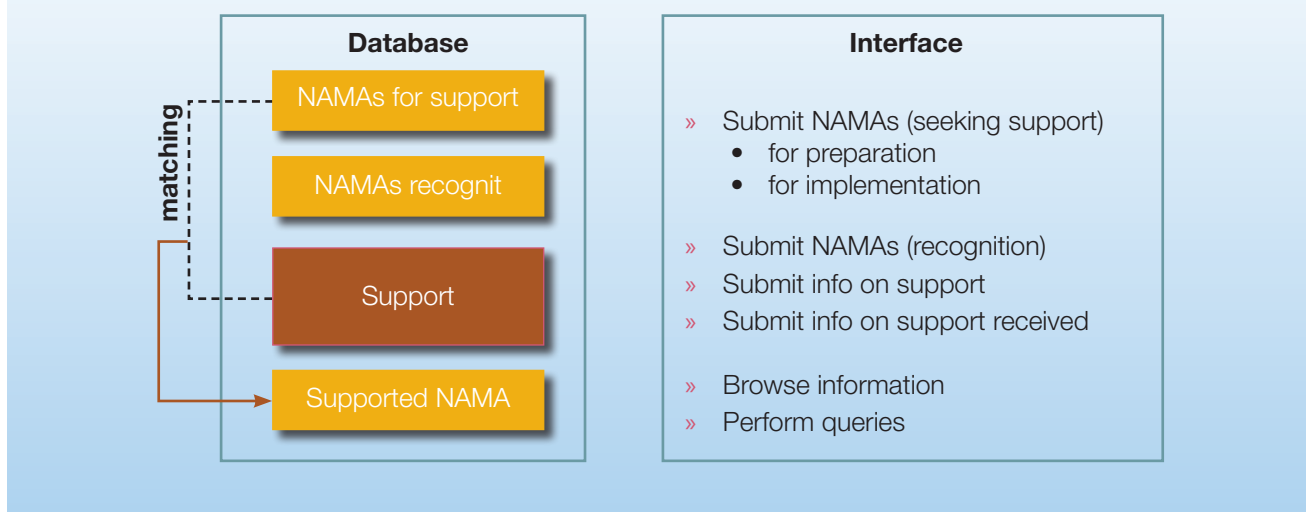 Database
NAMAs for support
NAMAs recognit
Support
Supported NAMA
matching
Interface
» Submit NAMAs (seeking support)
• for preparation
• for implementation
» Submit NAMAs (recognition)
» Submit info on support
» Submit info on support received
» Browse information
» Perform queries